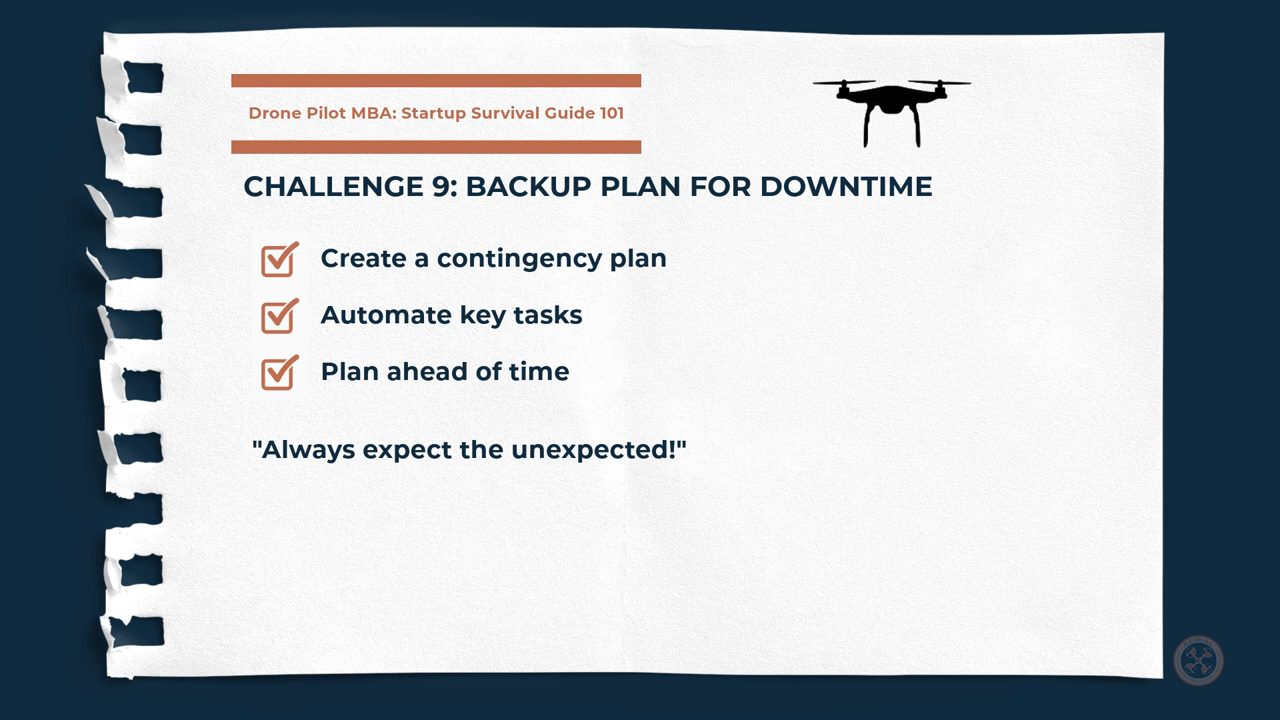 Drone Pilot MBA: Startup Survival Guide 101
CHALLENGE 9: BACKUP PLAN FOR DOWNTIME
Create a contingency plan
Automate key tasks
Plan ahead of time
"Always expect the unexpected!"